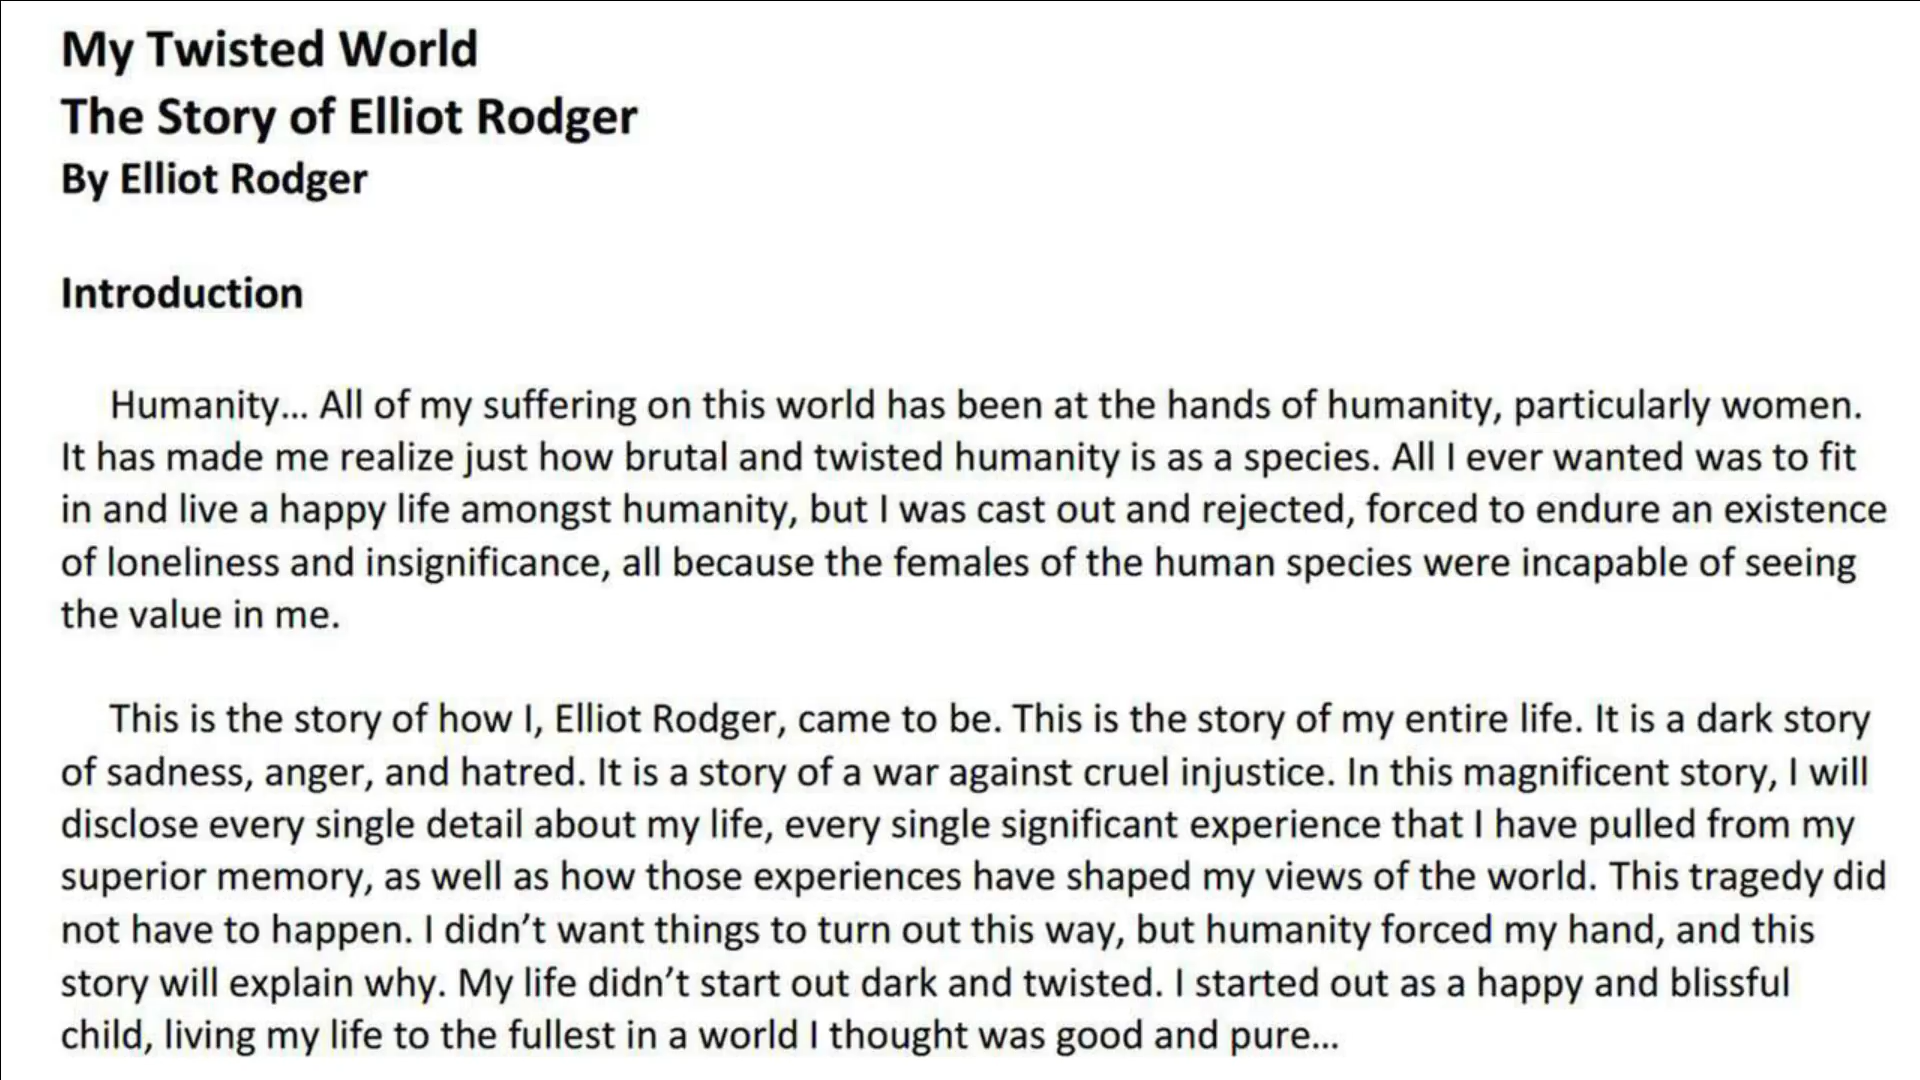 My Twisted World
The Story of Elliot Rodger
By Elliot Rodger
Introduction
Humanity... All of my suffering on this world has been at the hands of humanity, particularly women.
It has made me realize just how brutal and twisted humanity is as a species. All I ever wanted was to fit
in and live a happy life amongst humanity, but I was cast out and rejected, forced to endure an existence
of loneliness and insignificance, all because the females of the human species were incapable of seeing
the value in me.
This is the story of how I, Elliot Rodger, came to be. This is the story of my entire life. It is a dark story
of sadness, anger, and hatred. It is a story of a war against cruel injustice. In this magnificent story, I will
disclose every single detail about my life, every single significant experience that I have pulled from my
superior memory, as well as how those experiences have shaped my views of the world. This tragedy did
not have to happen. I didn’t want things to turn out this way, but humanity forced my hand, and this
story will explain why. My life didn’t start out dark and twisted. I started out as a happy and blissful
child, living my life to the fullest in a world I thought was good and pure...